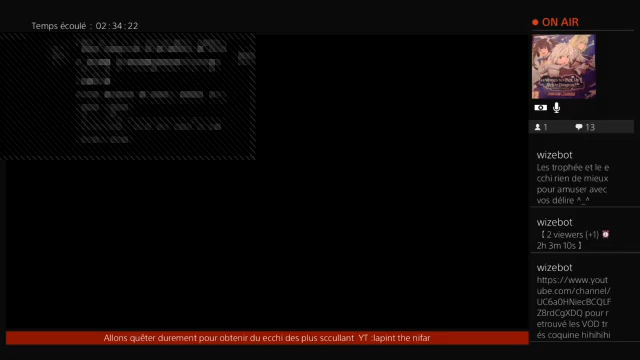 Temps écoulé : 02:34:22
ON AIR
1
13
wizebot
Les trophée et le e
cchi rien de mieux
pour amuser avec
vos délire ^_^
wizebot
【 2 viewers (+1) ⏰
2h 3m 10s 】
wizebot
https://www.yout
ube.com/channel/
UC6a0HNiecBCQLF
Z8rdCgXDQ pour r
etrouvé les VOD tr
és coquine hihihihi
Allons quêter durement pour obtenir du ecchi des plus sccullant YT :lapint the nifar